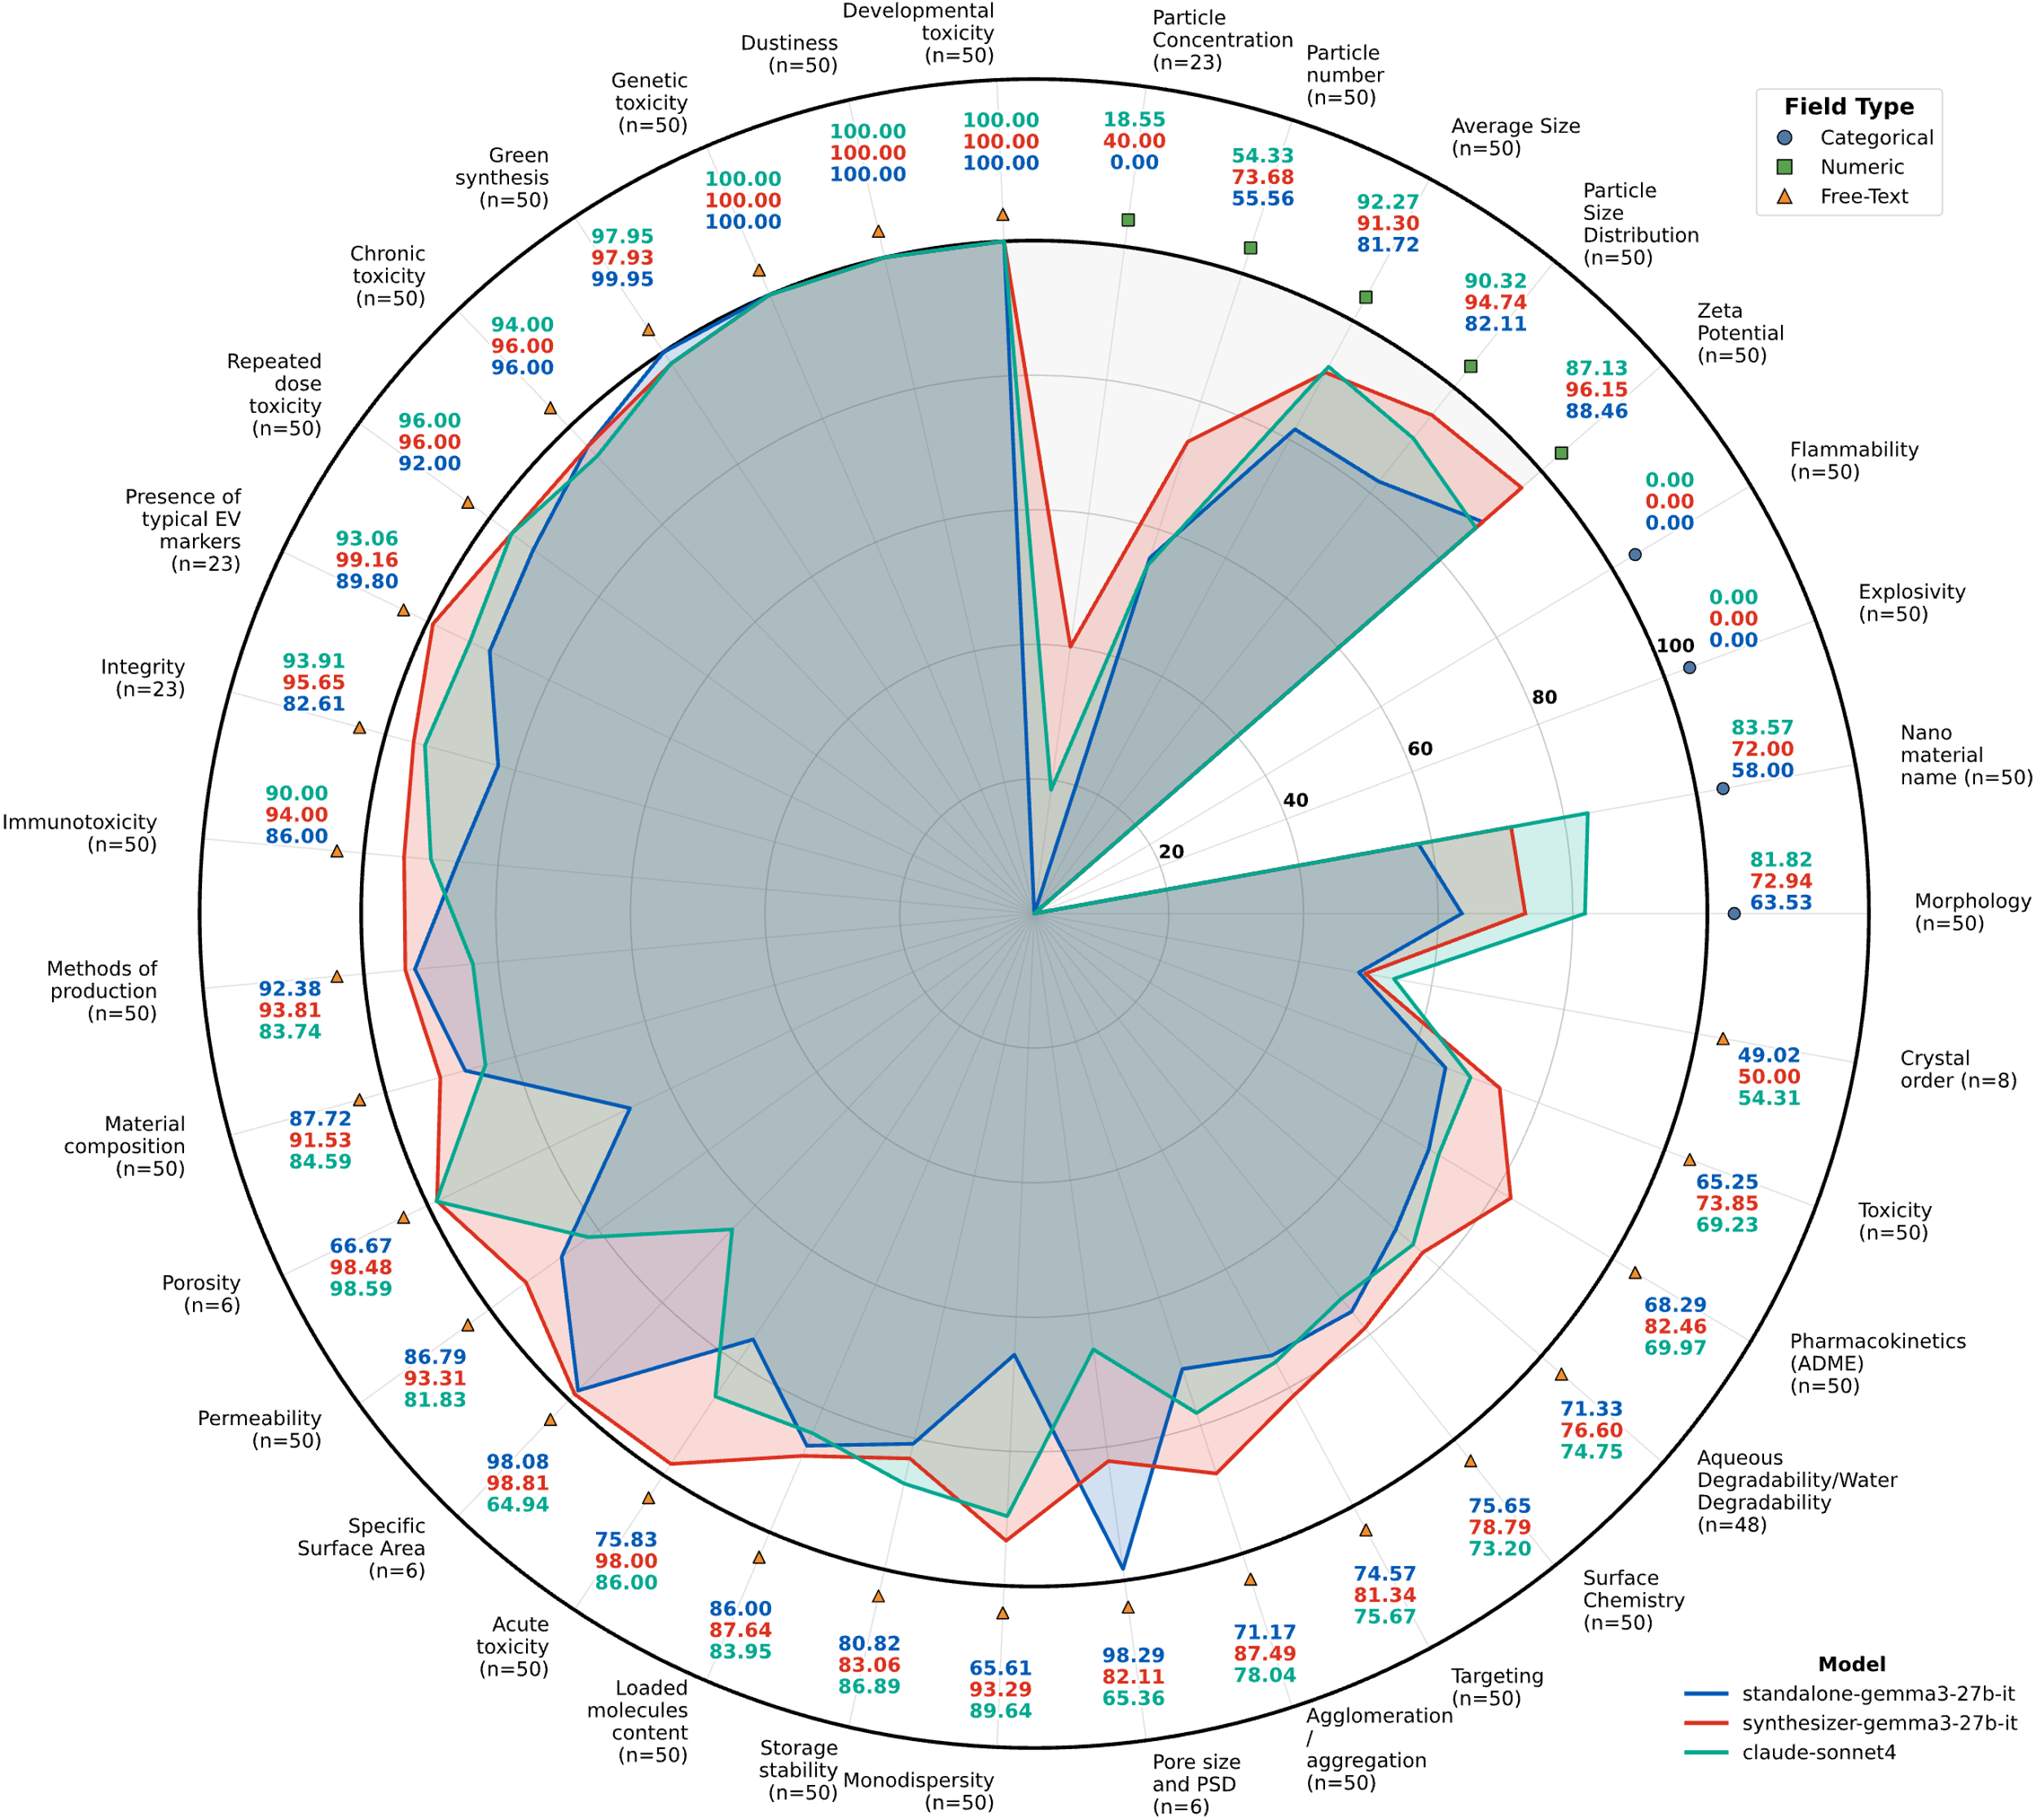 Developmental
toxicity
(n=50)
100.00
100.00
100.00
Particle
Concentration
(n=23)
18.55
40.00
0.00
Particle
number
(n=50)
54.33
73.68
55.56
Average Size
(n=50)
92.27
91.30
81.72
Particle
Size
Distribution
(n=50)
90.32
94.74
82.11
Zeta
Potential
(n=50)
87.13
96.15
88.46
Flammability
(n=50)
0.00
0.00
0.00
Explosivity
(n=50)
0.00
0.00
0.00
Nano
material
name (n=50)
83.57
72.00
58.00
Morphology
(n=50)
81.82
72.94
63.53
Crystal
order (n=8)
49.02
50.00
54.31
Toxicity
(n=50)
65.25
73.85
69.23
Pharmacokinetics
(ADME)
(n=50)
68.29
82.46
69.97
Aqueous
Degradability/Water
Degradability
(n=48)
71.33
76.60
74.75
Surface
Chemistry
(n=50)
75.65
78.79
73.20
Targeting
(n=50)
74.57
81.34
75.67
Agglomeration
/
aggregation
(n=50)
71.17
87.49
78.04
Pore size
and PSD
(n=6)
98.29
82.11
65.36
Monodispersity
(n=50)
65.61
93.29
89.64
Storage
stability
(n=50)
80.82
83.06
86.89
Loaded
molecules
content
(n=50)
86.00
87.64
83.95
Acute
toxicity
(n=50)
75.83
98.00
86.00
Specific
Surface Area
(n=6)
98.08
98.81
64.94
Permeability
(n=50)
86.79
93.31
81.83
Porosity
(n=6)
66.67
98.48
98.59
Material
composition
(n=50)
87.72
91.53
84.59
Methods of
production
(n=50)
92.38
93.81
83.74
Immunotoxicity
(n=50)
90.00
94.00
86.00
Integrity
(n=23)
93.91
95.65
82.61
Presence of
typical EV
markers
(n=23)
93.06
99.16
89.80
Repeated
dose
toxicity
(n=50)
96.00
96.00
92.00
Chronic
toxicity
(n=50)
94.00
96.00
96.00
Green
synthesis
(n=50)
97.95
97.93
99.95
Genetic
toxicity
(n=50)
100.00
100.00
100.00
Dustiness
(n=50)
100.00
100.00
100.00
100
80
60
40
20
Field Type
Categorical
Numeric
Free-Text
Model
standalone-gemma3-27b-it
synthesizer-gemma3-27b-it
claude-sonnet4